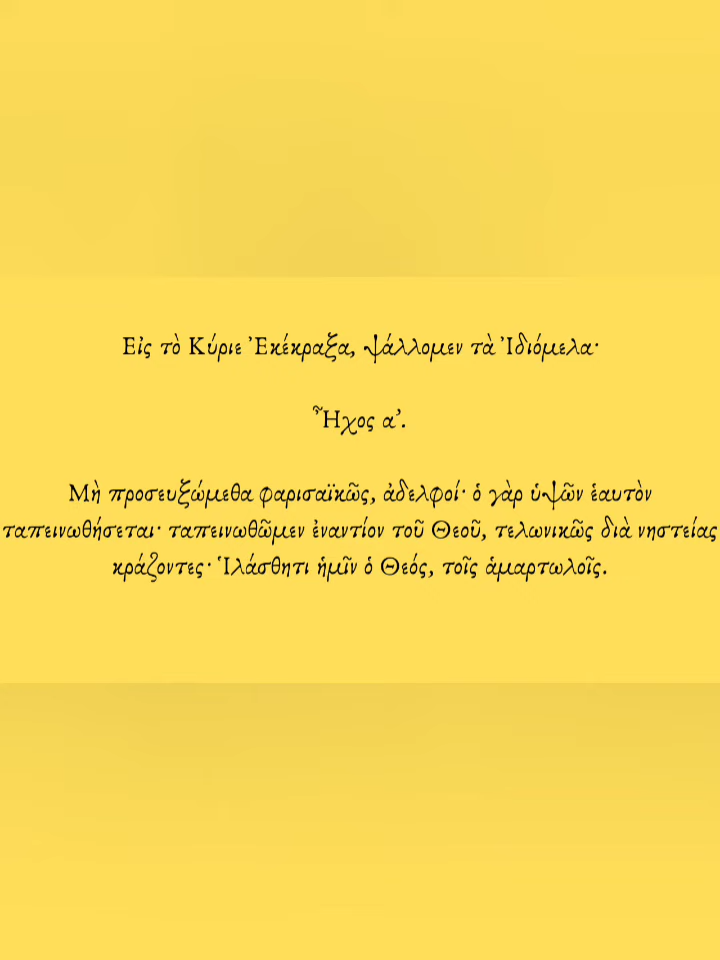 Εἰς τὸ Κύριε Ἐκέκραξα, ψάλλομεν τὰ Ἰδιόμελα·
Ἦχος α’.
Μὴ προσευξώμεθα φαρισαϊκῶς, ἀδελφοί· ὁ γὰρ ὑψῶν ἑαυτὸν
ταπεινωθήσεται· ταπεινωθῶμεν ἐναντίον τοῦ Θεοῦ, τελωνικῶς διὰ νηστείας
κράζοντες· Ἱλάσθητι ἡμῖν ὁ Θεός, τοῖς ἁμαρτωλοῖς.